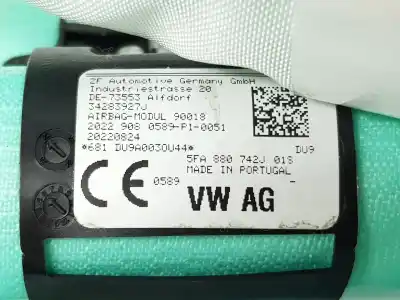 ZF Automotive Germany GmbH
Industriestrasse 20
DE-73553 Alfdorf
34283927J
AIRBAG-MODUL 90018
2022 908 0589-P1-0051
20220824
*681 DU9A003OU44*
DU9
5FA 880 742J 01S
MADE IN PORTUGAL
CE
0589
VW AG